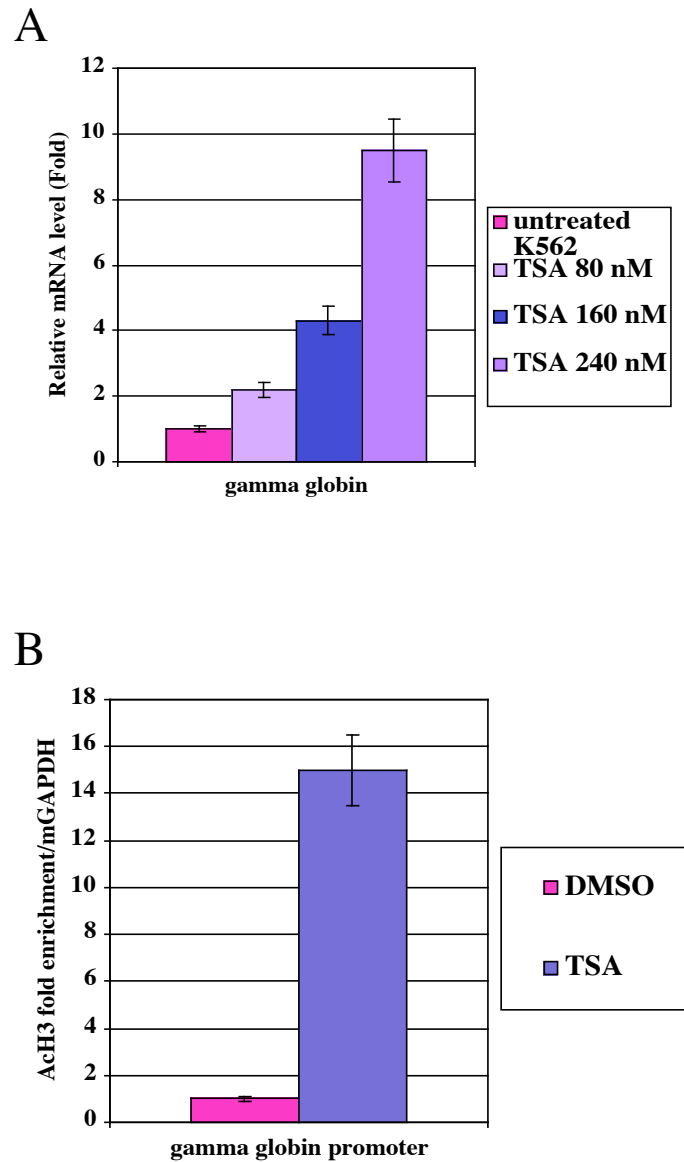 A
12
10
8
6
4
2
0
Relative mRNA level (Fold)
gamma globin
untreated
K562
TSA 80 nM
TSA 160 nM
TSA 240 nM
B
18
16
14
12
10
8
6
4
2
0
AcH3 fold enrichment/mGAPDH
gamma globin promoter
DMSO
TSA